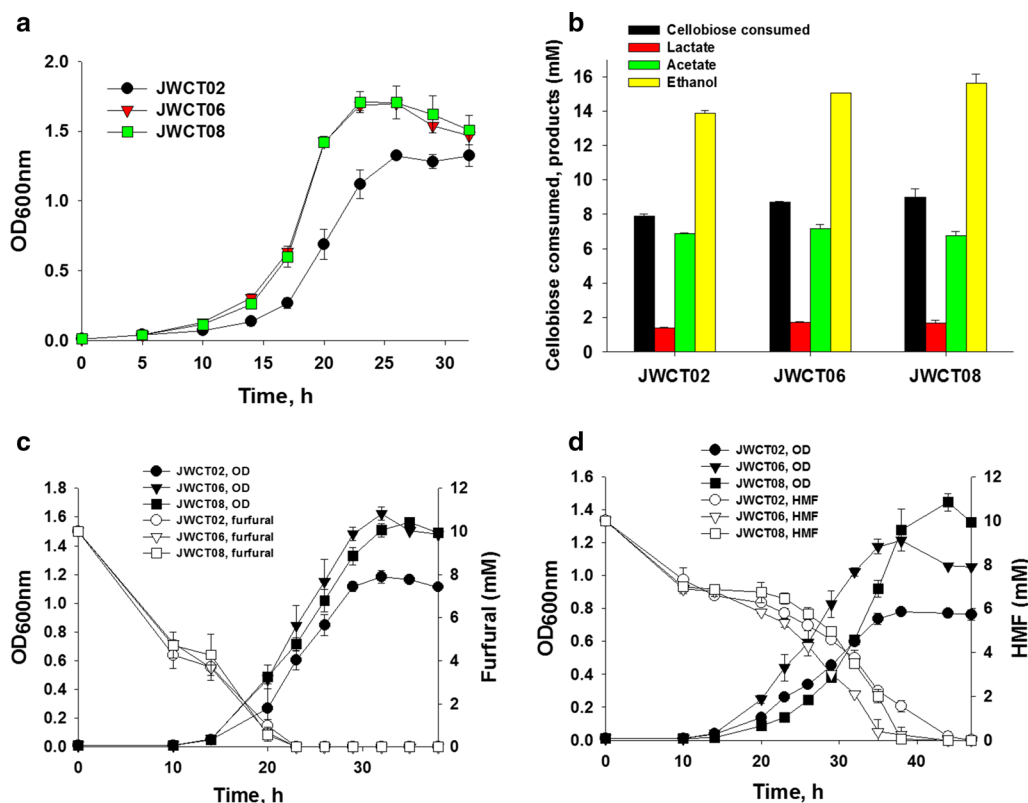 a
JWCT02
JWCT06
JWCT08
OD600nm
2.0
1.5
1.0
0.5
0.0
0 5 10 15 20 25 30
Time, h
b
Cellobiose consumed
Lactate
Acetate
Ethanol
Cellobiose comsumed, products (mM)
16
14
12
10
8
6
4
2
0
JWCT02 JWCT06 JWCT08
c
JWCT02, OD
JWCT06, OD
JWCT08, OD
JWCT02, furfural
JWCT06, furfural
JWCT08, furfural
OD600nm
1.8
1.6
1.4
1.2
1.0
0.8
0.6
0.4
0.2
0.0
12
10
8
6
4
2
0
Furfural (mM)
0 10 20 30
Time, h
d
JWCT02, OD
JWCT06, OD
JWCT08, OD
JWCT02, HMF
JWCT06, HMF
JWCT08, HMF
OD600nm
1.6
1.4
1.2
1.0
0.8
0.6
0.4
0.2
0.0
12
10
8
6
4
2
0
HMF (mM)
0 10 20 30 40
Time, h